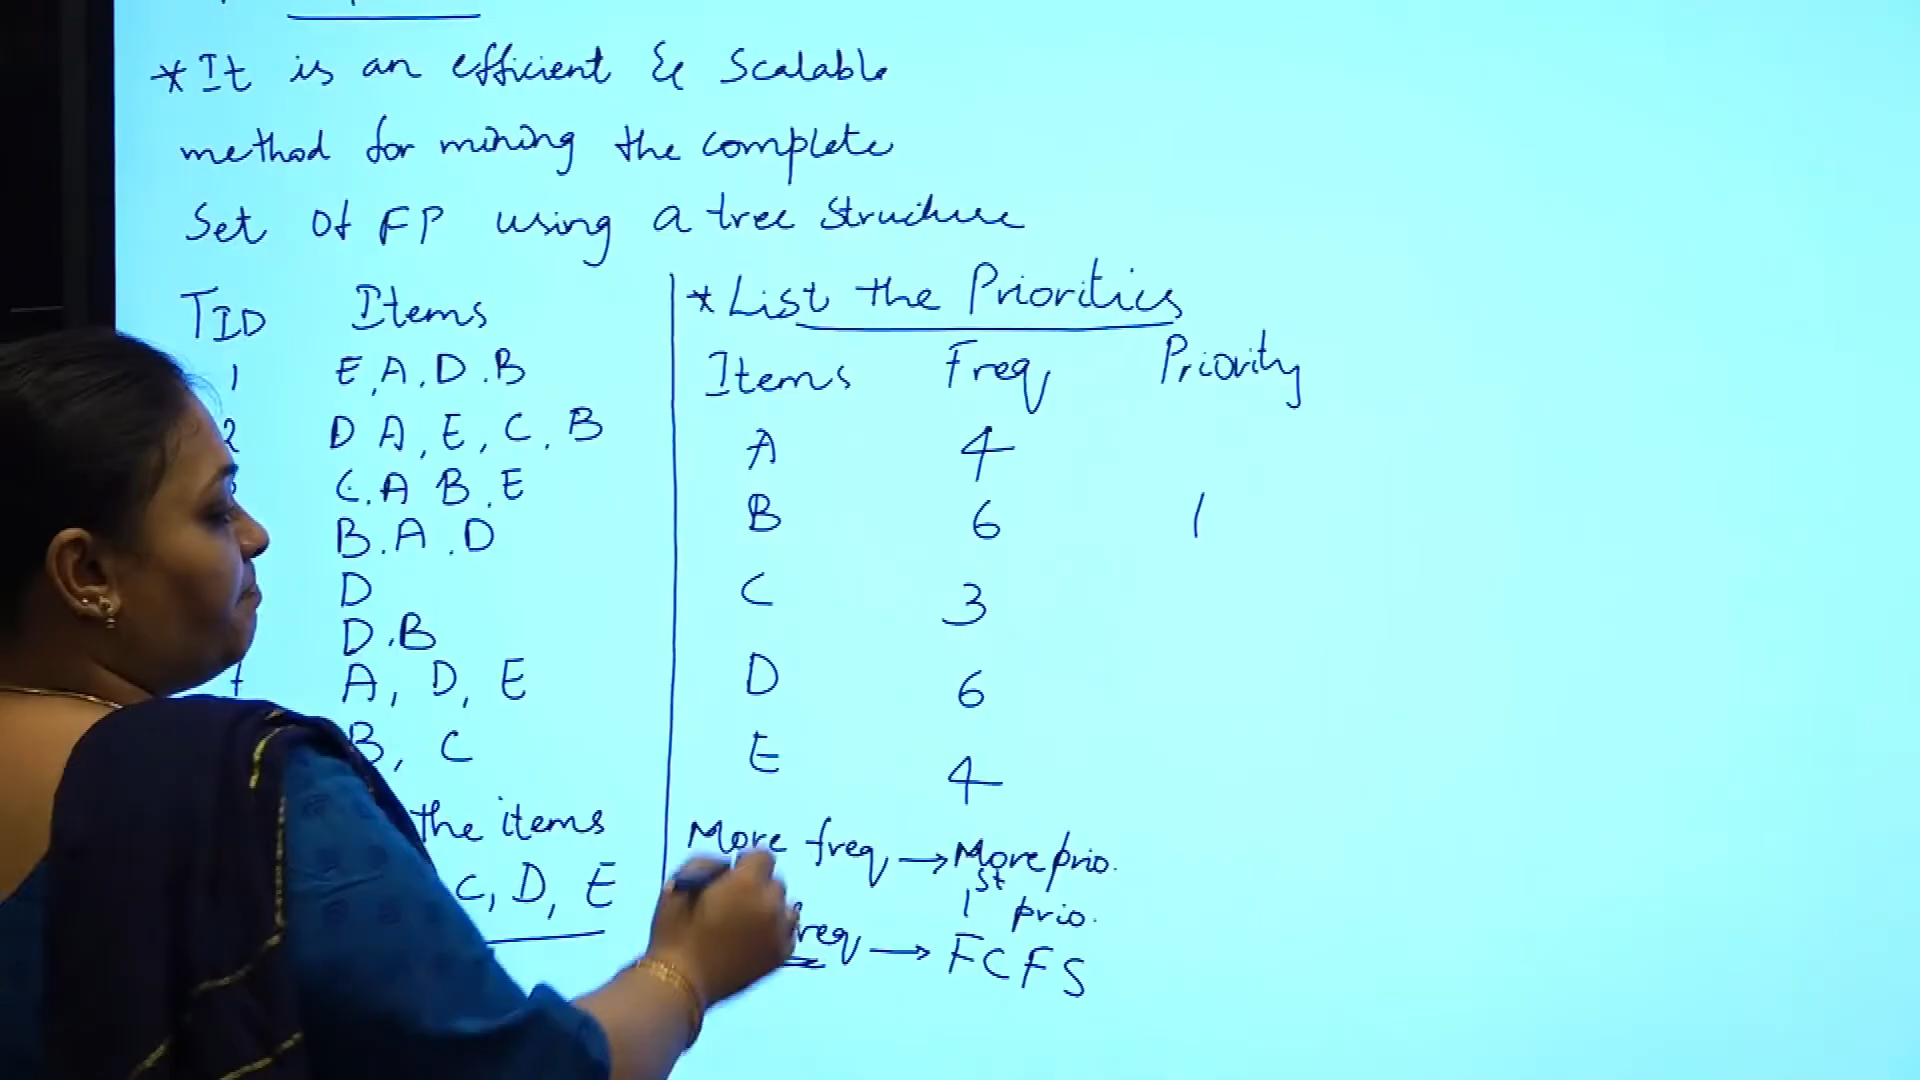 *It is an efficient & Scalable
method for mining the complete
Set of FP using a tree structure
TID Items
1 E, A, D, B
2 D A, E, C, B
C, A B, E
B, A, D
D
D, B
7 A, D, E
B, C
the items
C, D, E
*List the Priorities
Items Freq Priority
A 4
B 6 1
C 3
D 6
E 4
More freq → More prio.
1st prio.
freq → FCFS